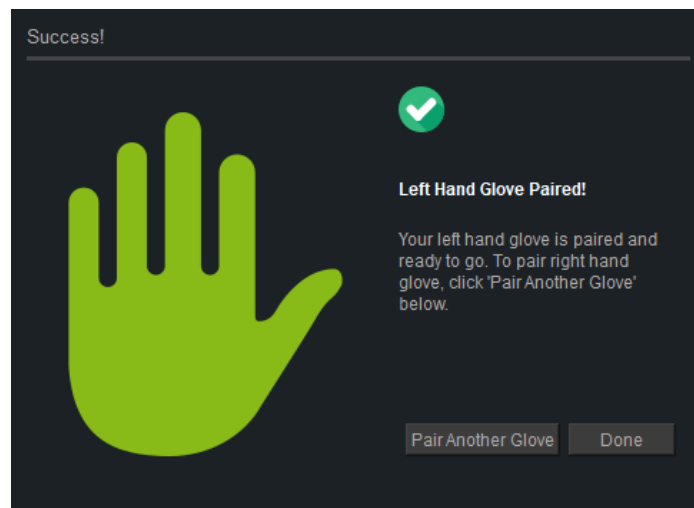 Success!
Left Hand Glove Paired!
Your left hand glove is paired and
ready to go. To pair right hand
glove, click 'Pair Another Glove'
below.
Pair Another Glove
Done